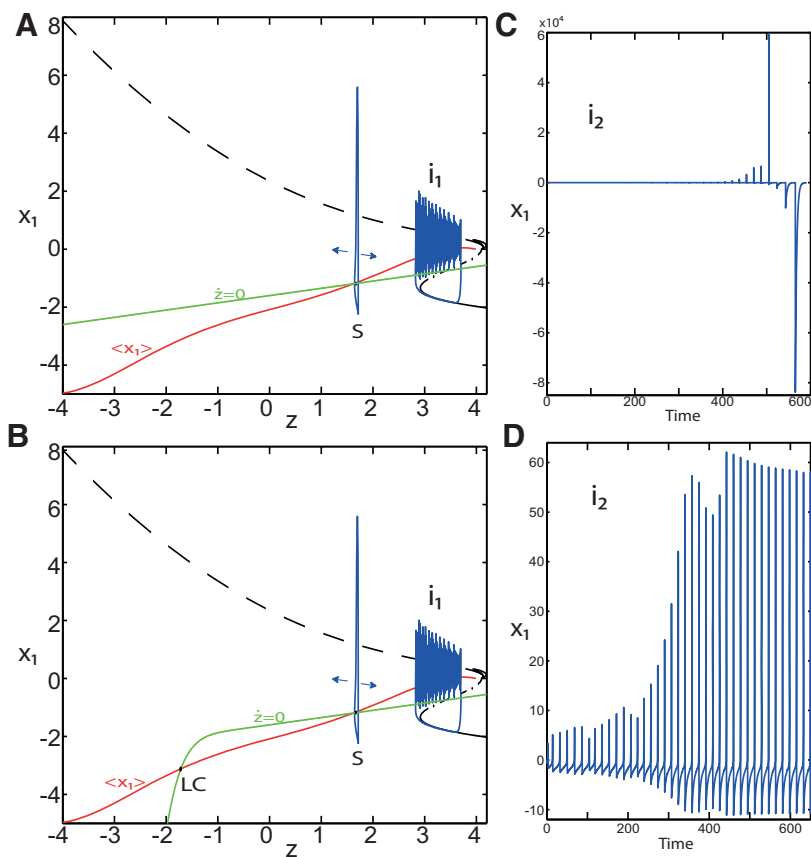 A
8
6
4
2
0
-2
-4
x₁
i₁
ż=0
<x₁>
S
-4 -3 -2 -1 0 1 2 3 4
z
B
8
6
4
2
0
-2
-4
x₁
i₁
ż=0
S
<x₁>
LC
-4 -3 -2 -1 0 1 2 3 4
z
C
x10⁴
6
4
2
0
-2
-4
-6
-8
x₁
i₂
0 200 400 600
Time
D
60
50
40
30
20
10
0
-10
x₁
i₂
0 200 400 600
Time